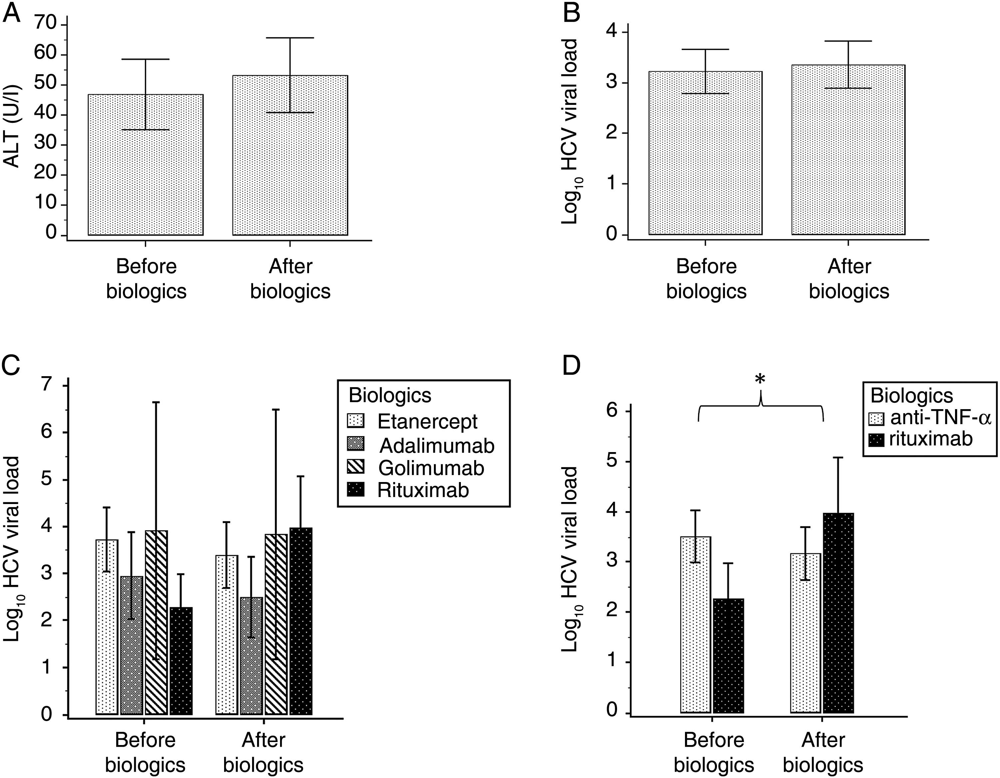 A
ALT (U/l)
70
60
50
40
30
20
10
0
Before
biologics
After
biologics
B
Log10 HCV viral load
4
3
2
1
0
Before
biologics
After
biologics
C
Log10 HCV viral load
7
6
5
4
3
2
1
0
Before
biologics
After
biologics
Biologics
Etanercept
Adalimumab
Golimumab
Rituximab
D
Log10 HCV viral load
6
5
4
3
2
1
0
*
Before
biologics
After
biologics
Biologics
anti-TNF-α
rituximab